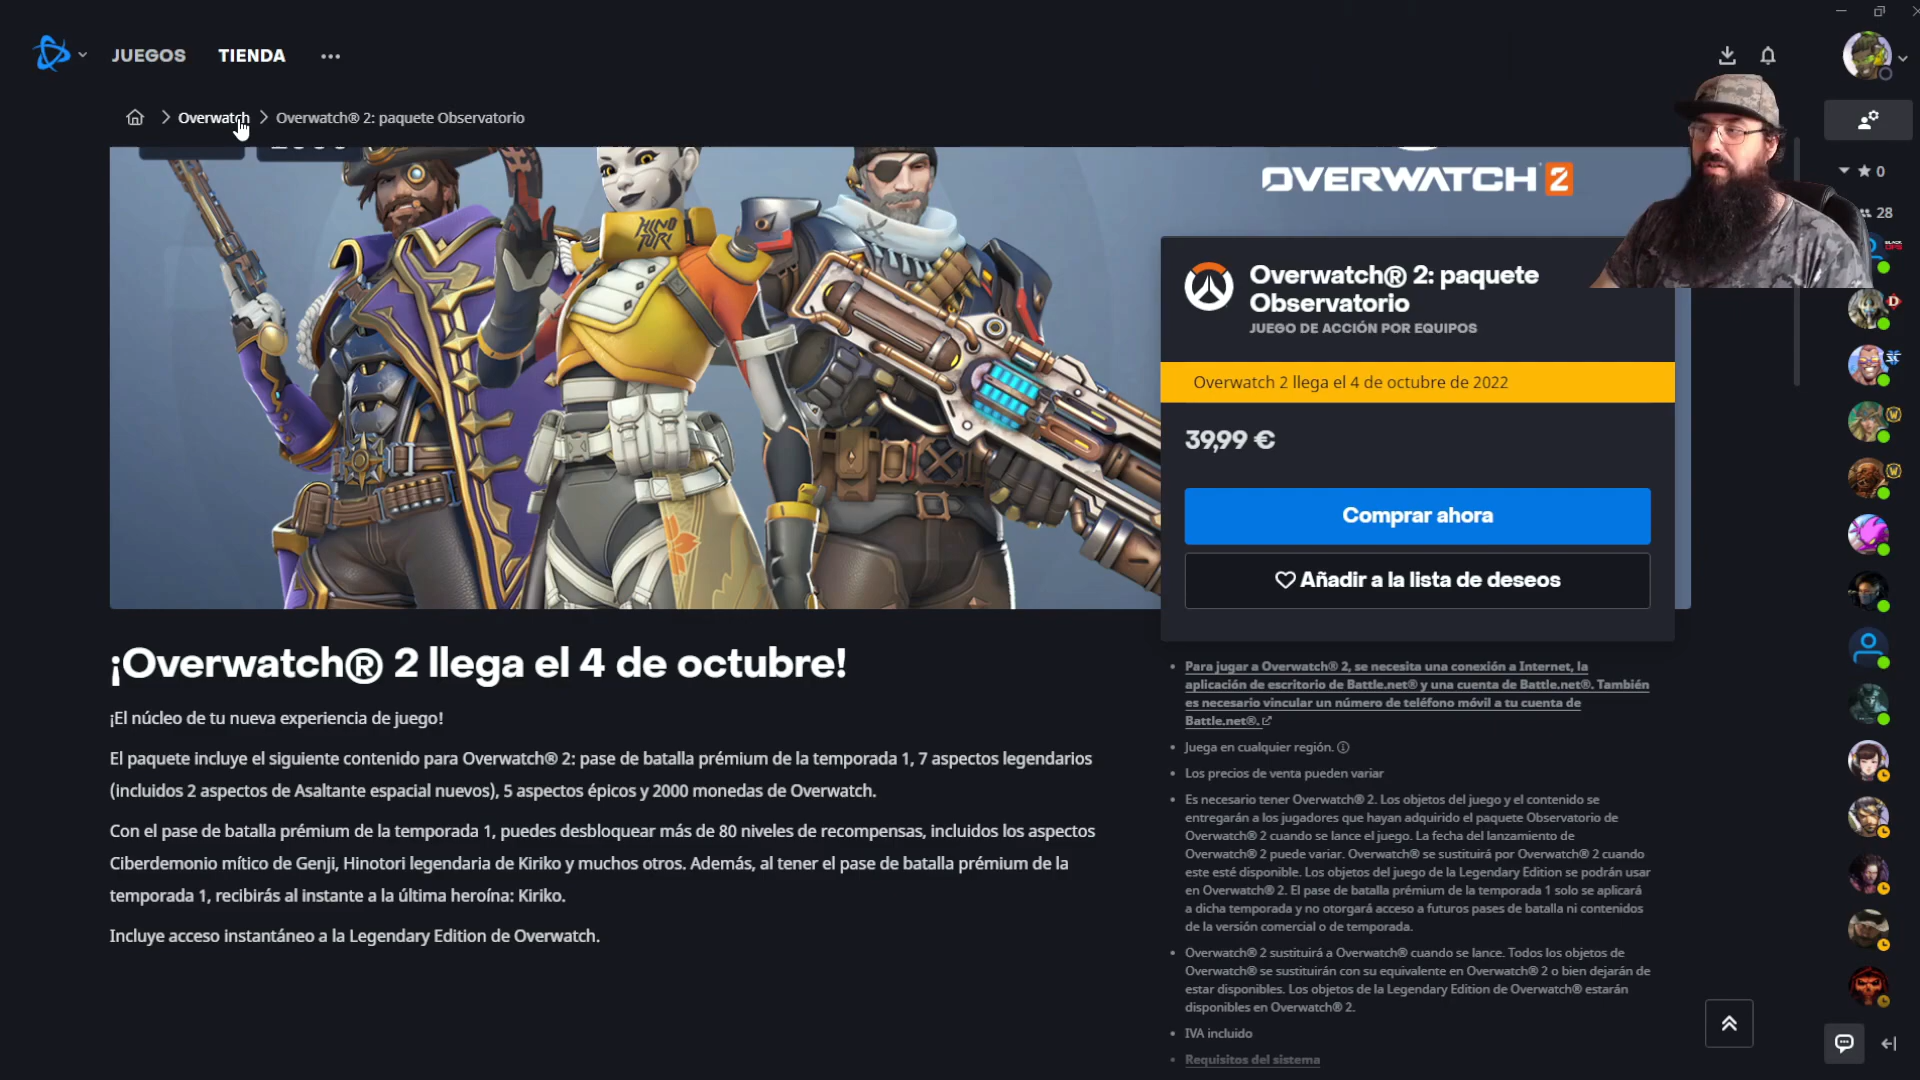 JUEGOS TIENDA
Overwatch Overwatch® 2: paquete Observatorio
OVERWATCH 2
HINO
TORI
Overwatch® 2: paquete
Observatorio
JUEGO DE ACCIÓN POR EQUIPOS
Overwatch 2 llega el 4 de octubre de 2022
39,99 €
Comprar ahora
Añadir a la lista de deseos
0
28
¡Overwatch® 2 llega el 4 de octubre!
¡El núcleo de tu nueva experiencia de juego!
El paquete incluye el siguiente contenido para Overwatch® 2: pase de batalla prémium de la temporada 1, 7 aspectos legendarios
(incluidos 2 aspectos de Asaltante espacial nuevos), 5 aspectos épicos y 2000 monedas de Overwatch.
Con el pase de batalla prémium de la temporada 1, puedes desbloquear más de 80 niveles de recompensas, incluidos los aspectos
Ciberdemonio mítico de Genji, Hinotori legendaria de Kiriko y muchos otros. Además, al tener el pase de batalla prémium de la
temporada 1, recibirás al instante a la última heroína: Kiriko.
Incluye acceso instantáneo a la Legendary Edition de Overwatch.
• Para jugar a Overwatch® 2, se necesita una conexión a Internet, la
aplicación de escritorio de Battle.net® y una cuenta de Battle.net®. También
es necesario vincular un número de teléfono móvil a tu cuenta de
Battle.net®.
• Juega en cualquier región.
• Los precios de venta pueden variar
• Es necesario tener Overwatch® 2. Los objetos del juego y el contenido se
entregarán a los jugadores que hayan adquirido el paquete Observatorio de
Overwatch® 2 cuando se lance el juego. La fecha del lanzamiento de
Overwatch® 2 puede variar. Overwatch® se sustituirá por Overwatch® 2 cuando
este esté disponible. Los objetos del juego de la Legendary Edition se podrán usar
en Overwatch® 2. El pase de batalla prémium de la temporada 1 solo se aplicará
a dicha temporada y no otorgará acceso a futuros pases de batalla ni contenidos
de la versión comercial o de temporada.
• Overwatch® 2 sustituirá a Overwatch® cuando se lance. Todos los objetos de
Overwatch® se sustituirán con su equivalente en Overwatch® 2 o bien dejarán de
estar disponibles. Los objetos de la Legendary Edition de Overwatch® estarán
disponibles en Overwatch® 2.
• IVA incluido
• Requisitos del sistema